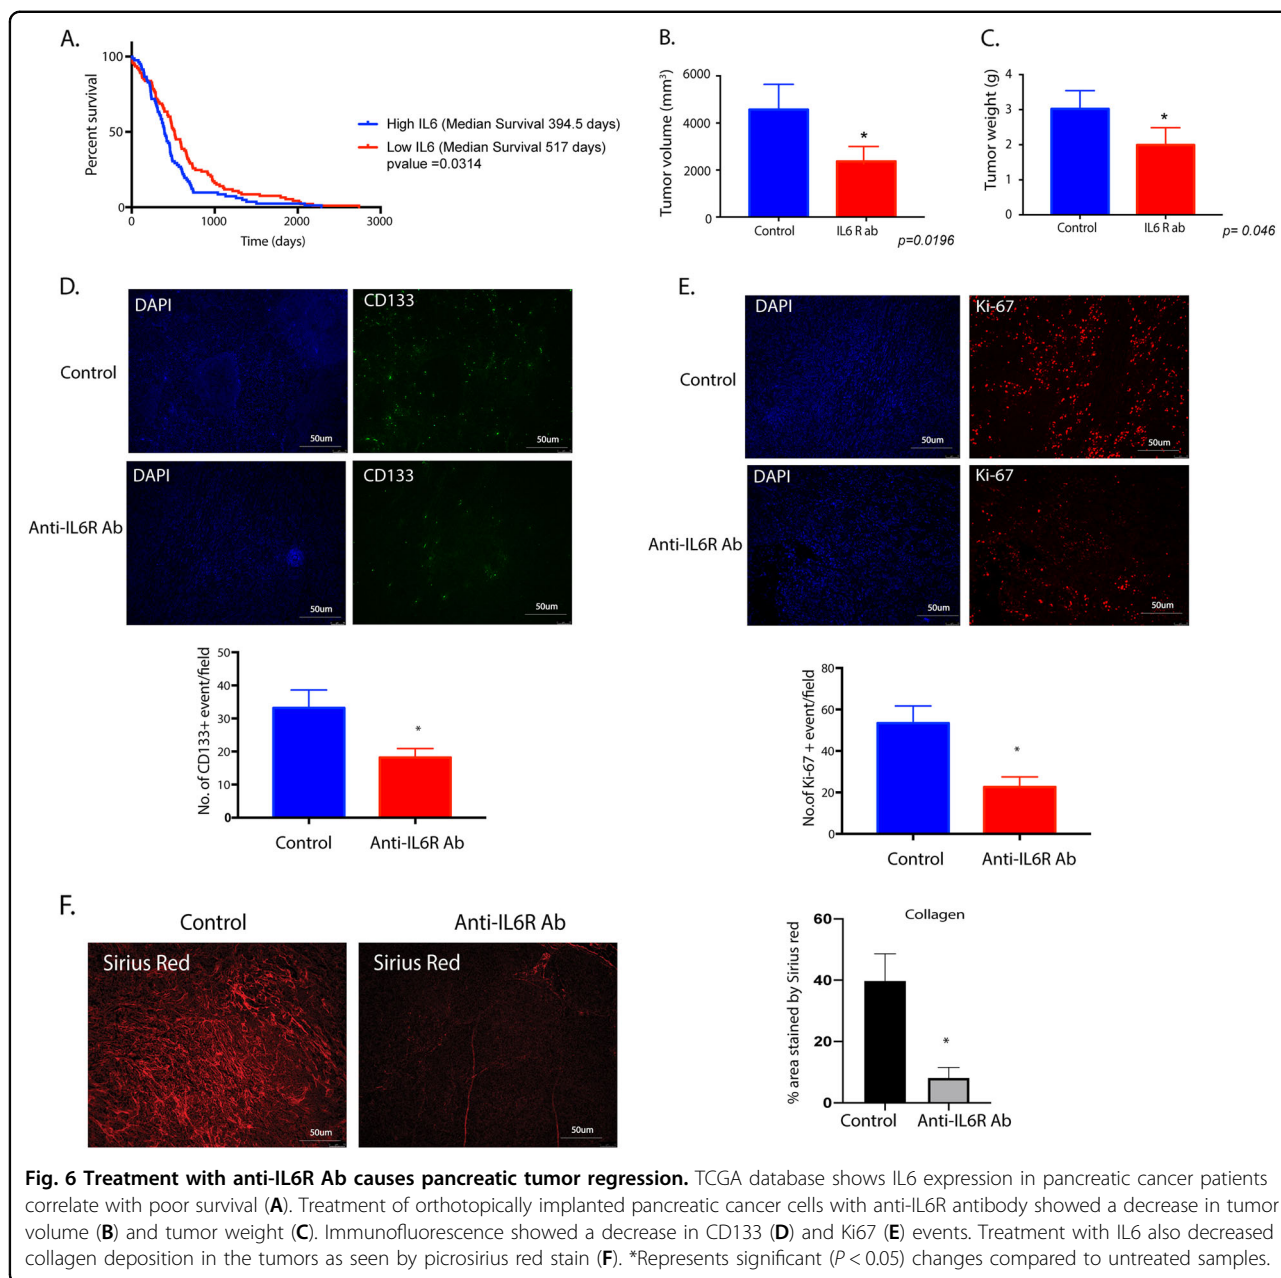 A.
100
50
0
Percent survival
0 1000 2000 3000
Time (days)
High IL6 (Median Survival 394.5 days)
Low IL6 (Median Survival 517 days)
pvalue =0.0314
B.
6000
4000
2000
0
Tumor volume (mm³)
*
Control IL6 R ab
p=0.0196
C.
4
3
2
1
0
Tumor weight (g)
*
Control IL6 R ab
p= 0.046
D.
DAPI CD133
Control
50um 50um
DAPI CD133
Anti-IL6R Ab
50um 50um
50
40
30
20
10
0
No. of CD133+ event/field
*
Control Anti-IL6R Ab
E.
DAPI Ki-67
Control
50um 50um
DAPI Ki-67
Anti-IL6R Ab
50um 50um
80
60
40
20
0
No.of Ki-67 + event/field
*
Control Anti-IL6R Ab
F.
Control Anti-IL6R Ab
Sirius Red Sirius Red
50um 50um
Collagen
60
40
20
0
% area stained by Sirius red
*
Control Anti-IL6R Ab
Fig. 6 Treatment with anti-IL6R Ab causes pancreatic tumor regression. TCGA database shows IL6 expression in pancreatic cancer patients
correlate with poor survival (A). Treatment of orthotopically implanted pancreatic cancer cells with anti-IL6R antibody showed a decrease in tumor
volume (B) and tumor weight (C). Immunofluorescence showed a decrease in CD133 (D) and Ki67 (E) events. Treatment with IL6 also decreased
collagen deposition in the tumors as seen by picrosirius red stain (F). *Represents significant (P < 0.05) changes compared to untreated samples.